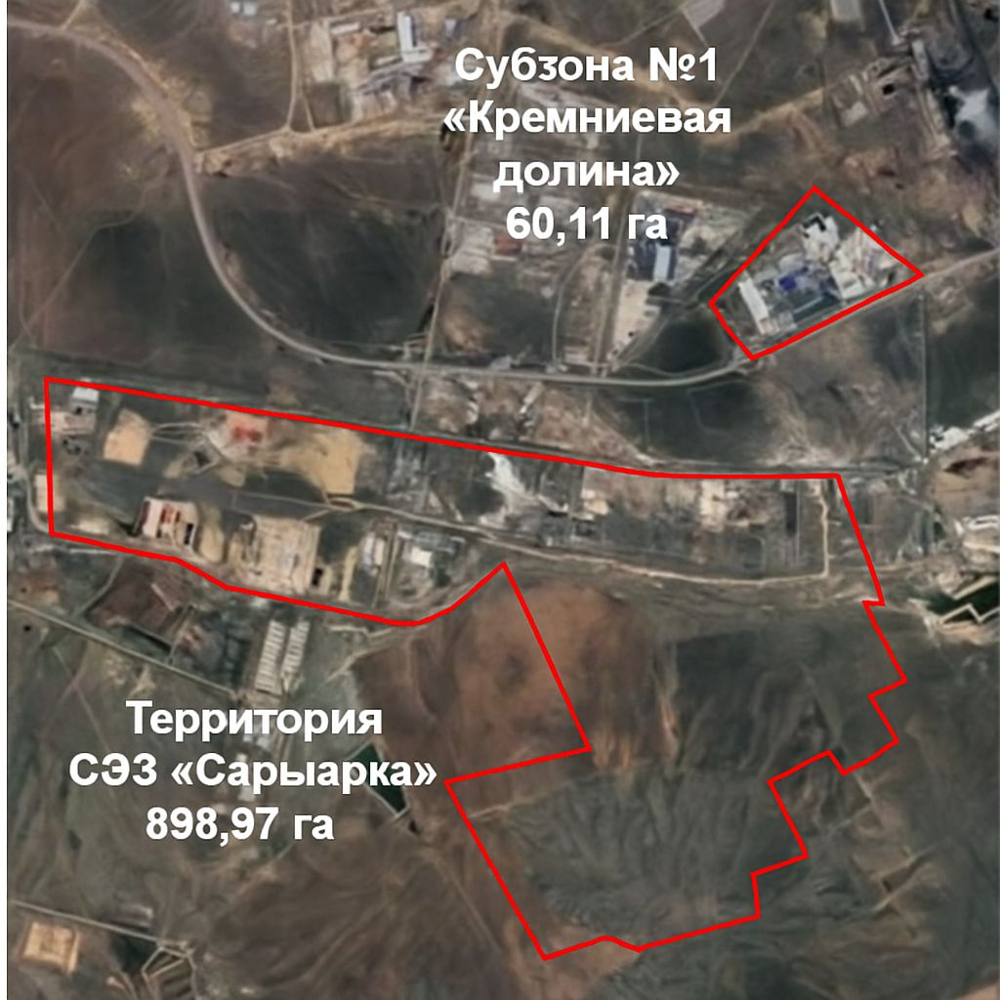 Субзона №1
«Кремниевая
долина»
60,11 га
Территория
СЭЗ «Сарыарка»
898,97 га